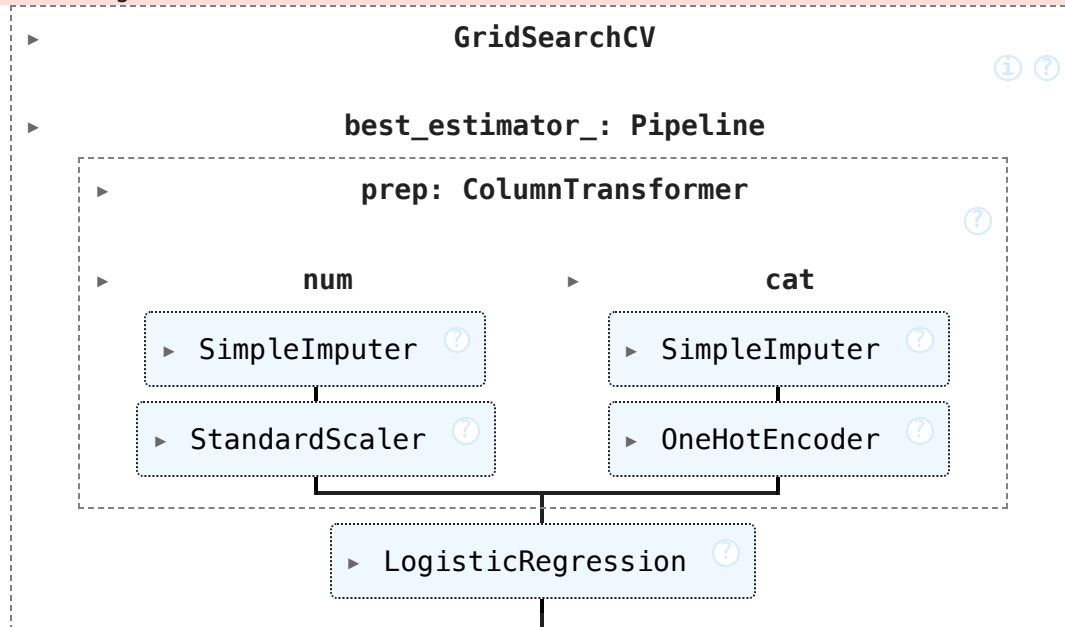 ▸ GridSearchCV
i ?
▸ best_estimator_: Pipeline
▸ prep: ColumnTransformer
?
▸ num ▸ cat
▸ SimpleImputer ? ▸ SimpleImputer ?
▸ StandardScaler ? ▸ OneHotEncoder ?
▸ LogisticRegression ?